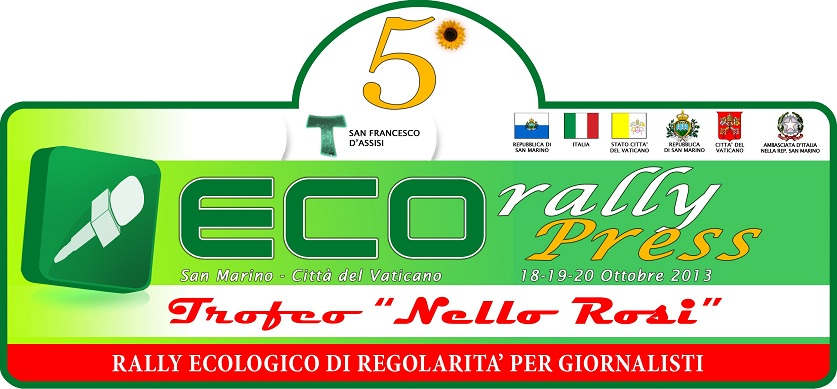 5
SAN FRANCESCO
D'ASSISI
REPUBBLICA DI
SAN MARINO
ITALIA
STATO CITTA'
DEL VATICANO
REPUBBLICA
DI SAN MARINO
CITTA' DEL
VATICANO
AMBASCIATA D'ITALIA
NELLA REP. SAN MARINO
ECO rally
Press
San Marino - Città del Vaticano
18-19-20 Ottobre 2013
Trofeo "Nello Rosi"
RALLY ECOLOGICO DI REGOLARITA' PER GIORNALISTI